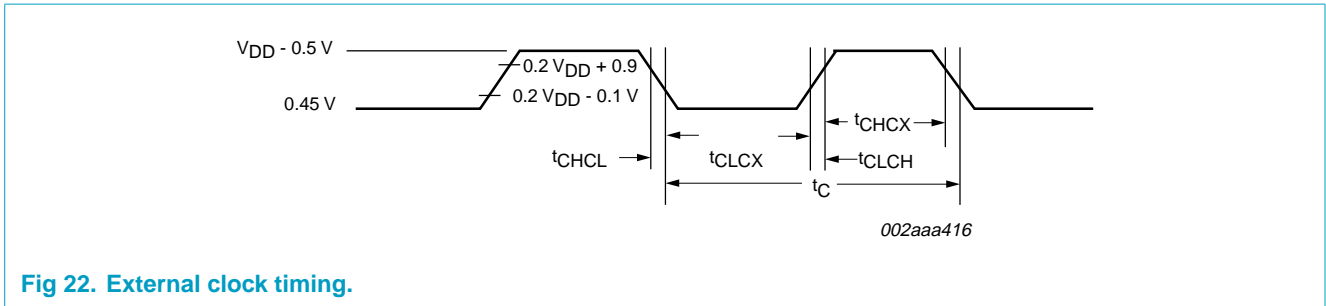 VDD - 0.5 V
0.2 VDD + 0.9
0.2 VDD - 0.1 V
0.45 V
tCHCX
tCHCL
tCLCX
tCLCH
tC
002aaa416
Fig 22. External clock timing.